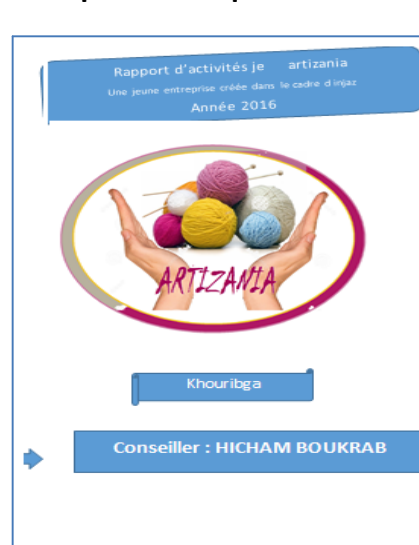 Rapport d'activités je artizania
Une jeune entreprise créée dans le cadre d injaz
Année 2016
ARTIZANIA
Khouribga
Conseiller : HICHAM BOUKRAB